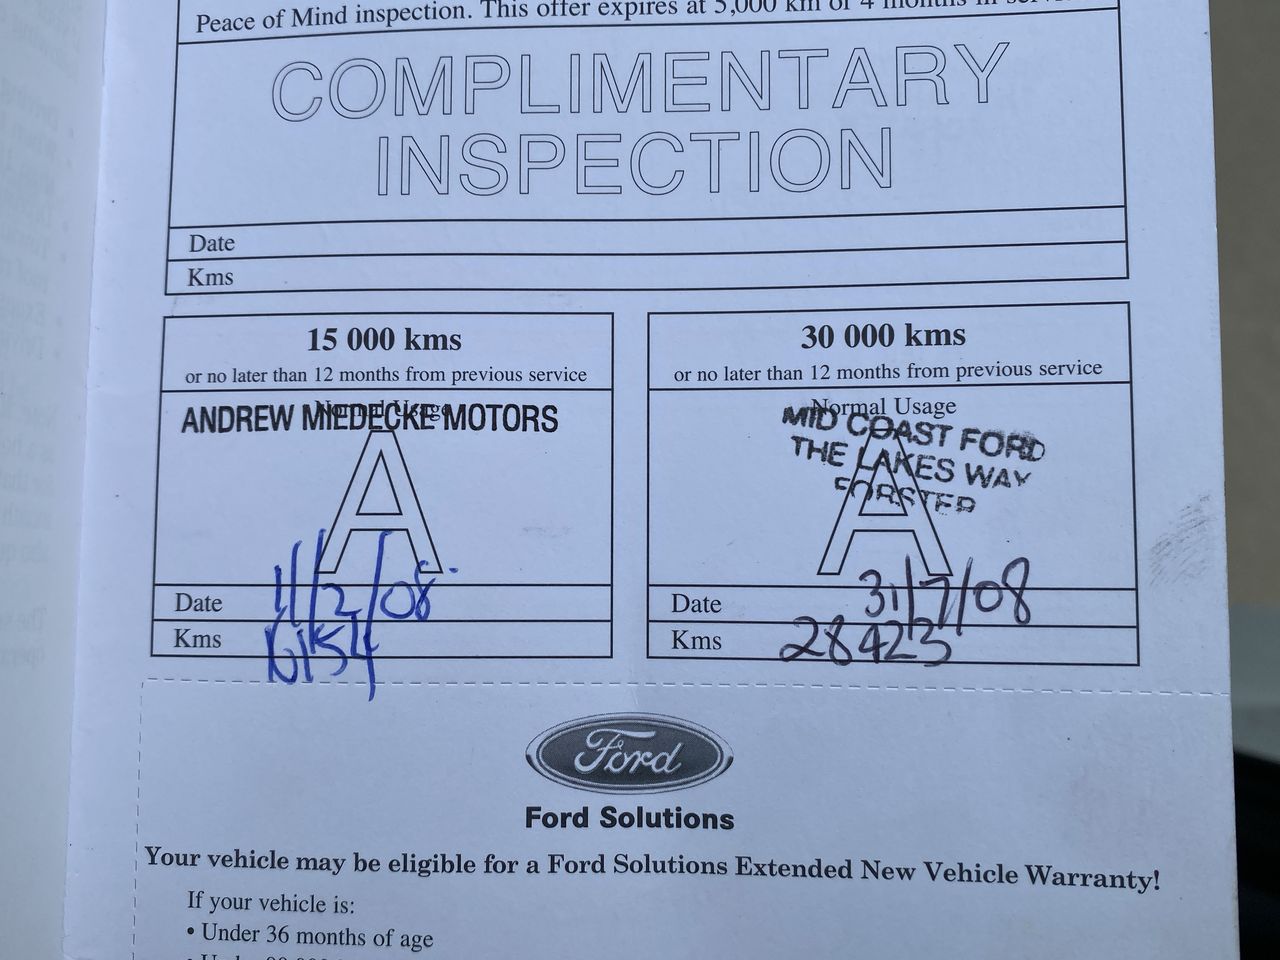 Peace of Mind inspection. This offer expires at 5,000 km or 4 months in
COMPLIMENTARY
INSPECTION
Date
Kms
15 000 kms
or no later than 12 months from previous service
Normal Usage
ANDREW MIEDECKE MOTORS
A
Date 1/2/08.
Kms
30 000 kms
or no later than 12 months from previous service
Normal Usage
MID COAST FORD
THE LAKES WAY
FORSTER
A
Date 31/7/08
Kms 28423
Ford
Ford Solutions
Your vehicle may be eligible for a Ford Solutions Extended New Vehicle Warranty!
If your vehicle is:
• Under 36 months of age